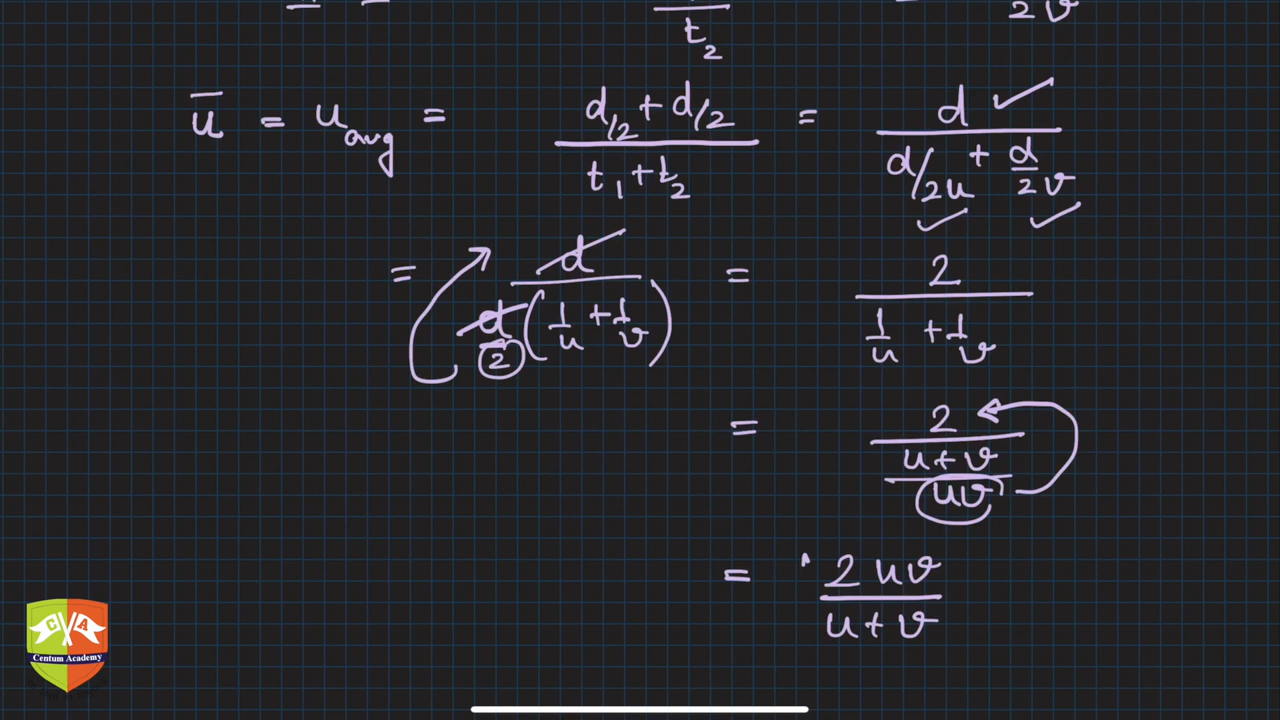 t₂ 2v
ū = u_avg = (d/2 + d/2)/(t₁ + t₂) = d/(d/2u + d/2v)
= d/(d/2 (1/u + 1/v)) = 2/(1/u + 1/v)
= 2/((u+v)/uv)
= 2uv/(u+v)
C A
Centum Academy